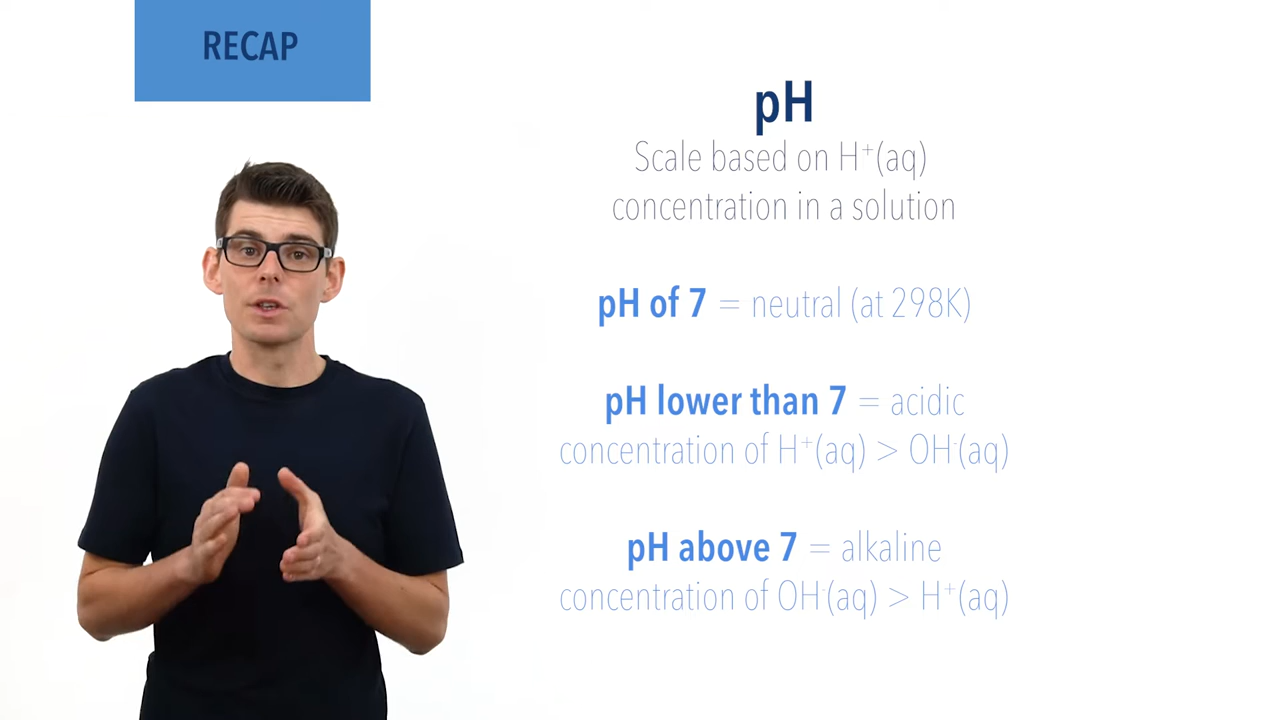 RECAP
pH
Scale based on H⁺(aq)
concentration in a solution
pH of 7 = neutral (at 298K)
pH lower than 7 = acidic
concentration of H⁺(aq) > OH⁻(aq)
pH above 7 = alkaline
concentration of OH⁻(aq) > H⁺(aq)